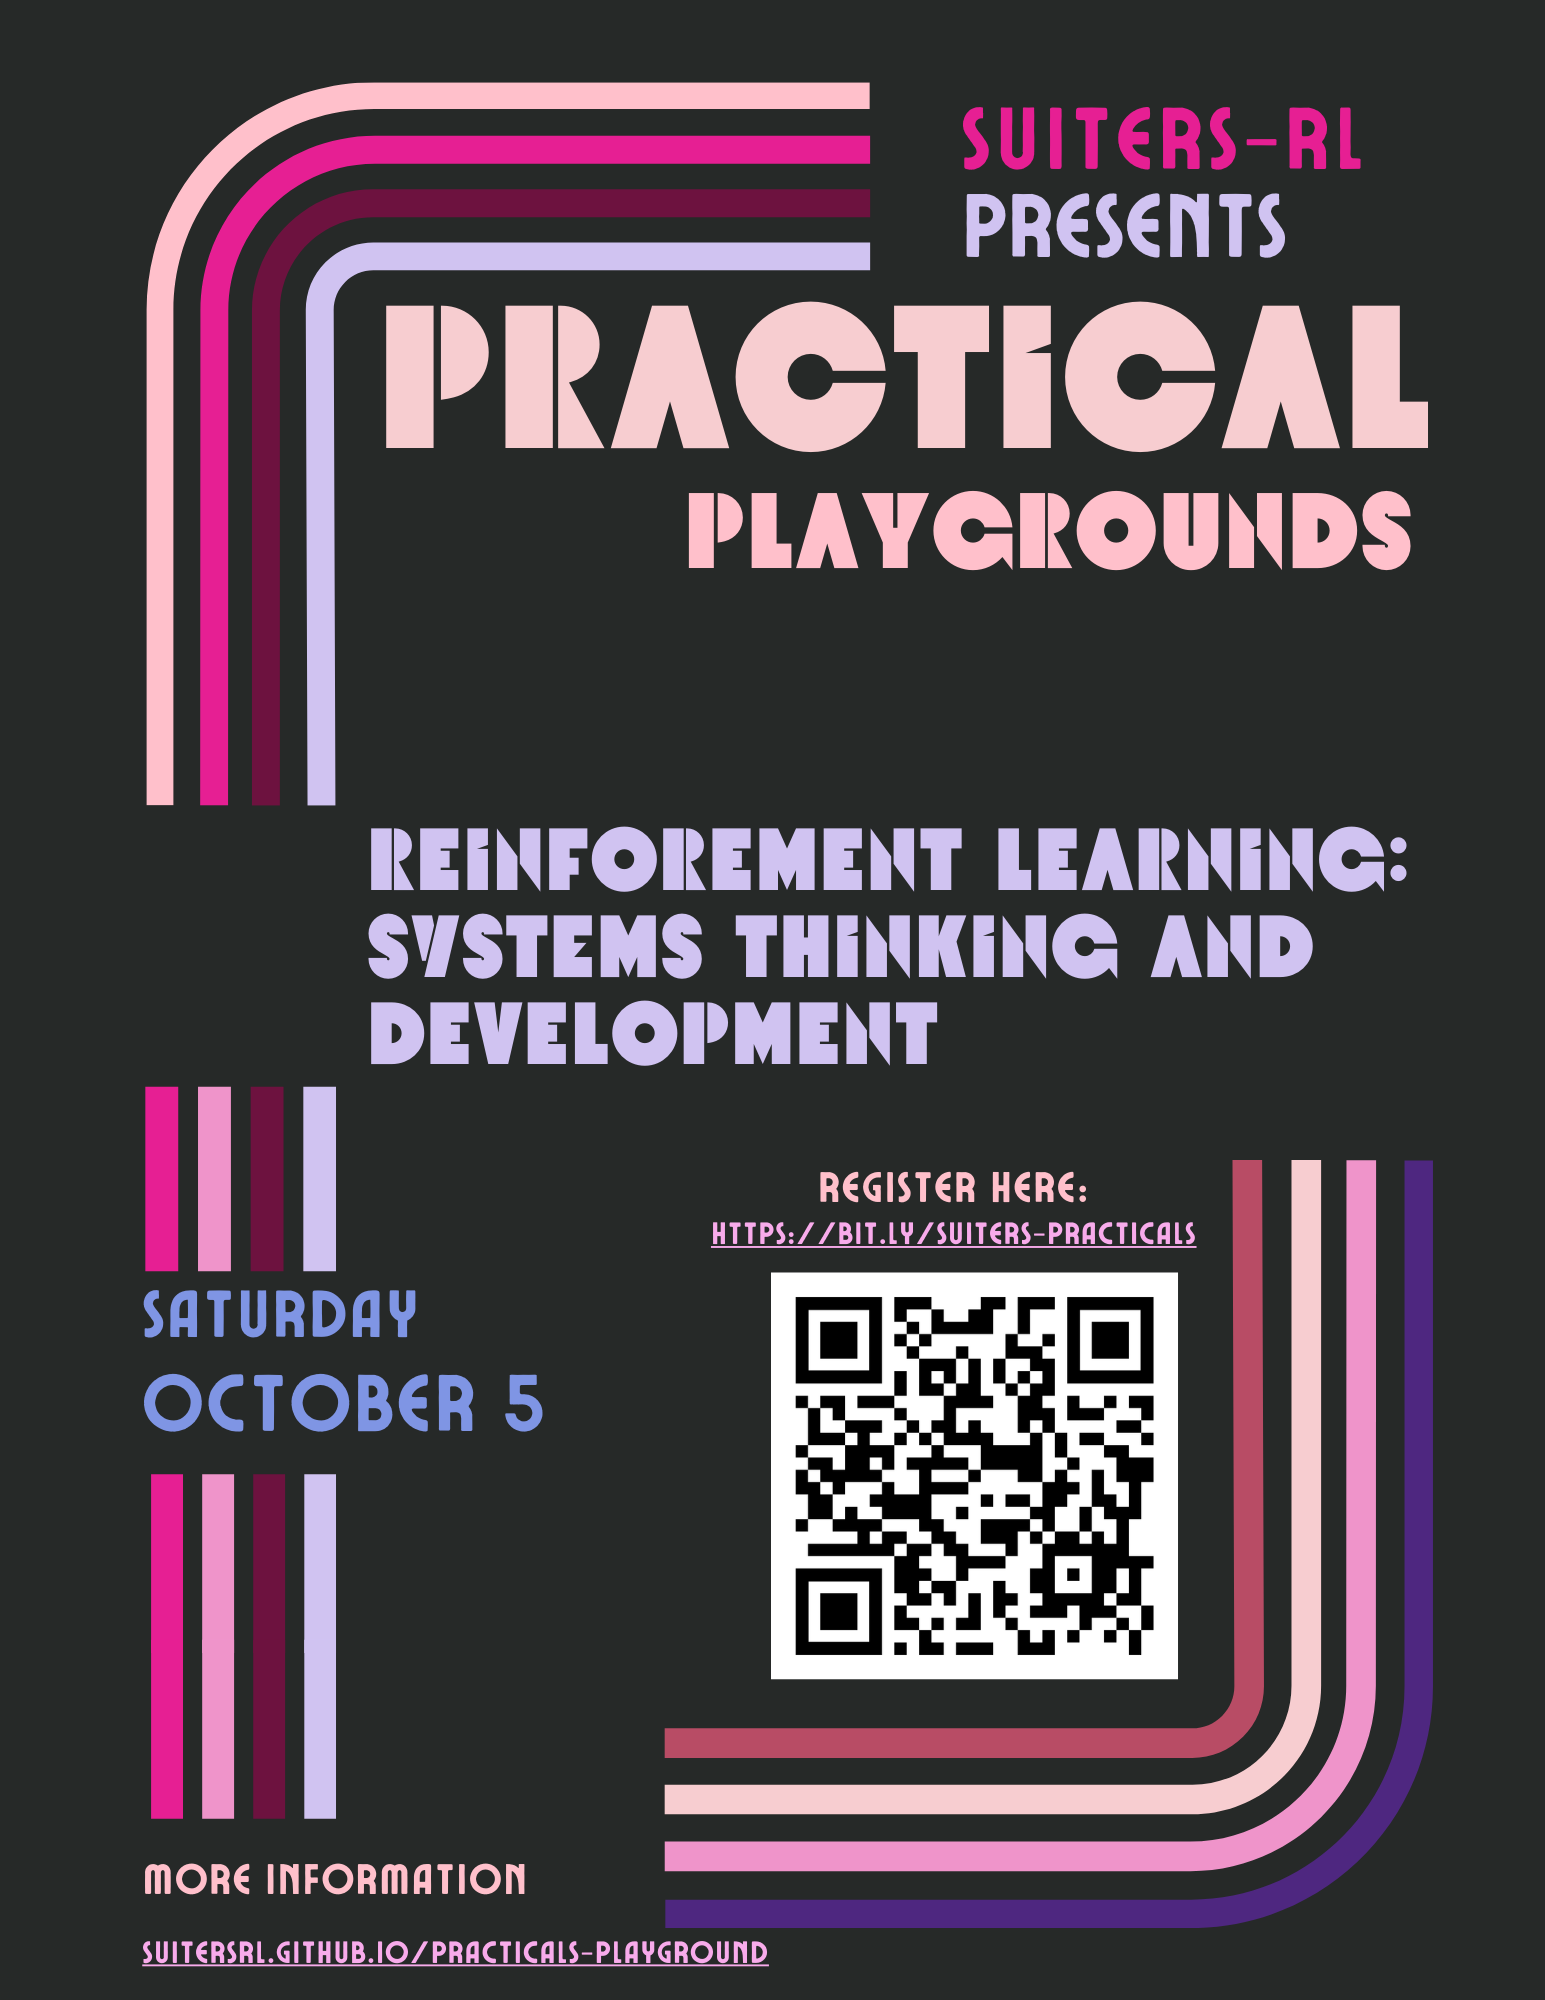 SUITERS-RL
PRESENTS
PRACTICAL
PLAYGROUNDS
REINFOREMENT LEARNING:
SYSTEMS THINKING AND
DEVELOPMENT
REGISTER HERE:
HTTPS://BIT.LY/SUITERS-PRACTICALS
SATURDAY
OCTOBER 5
MORE INFORMATION
SUITERSRL.GITHUB.IO/PRACTICALS-PLAYGROUND